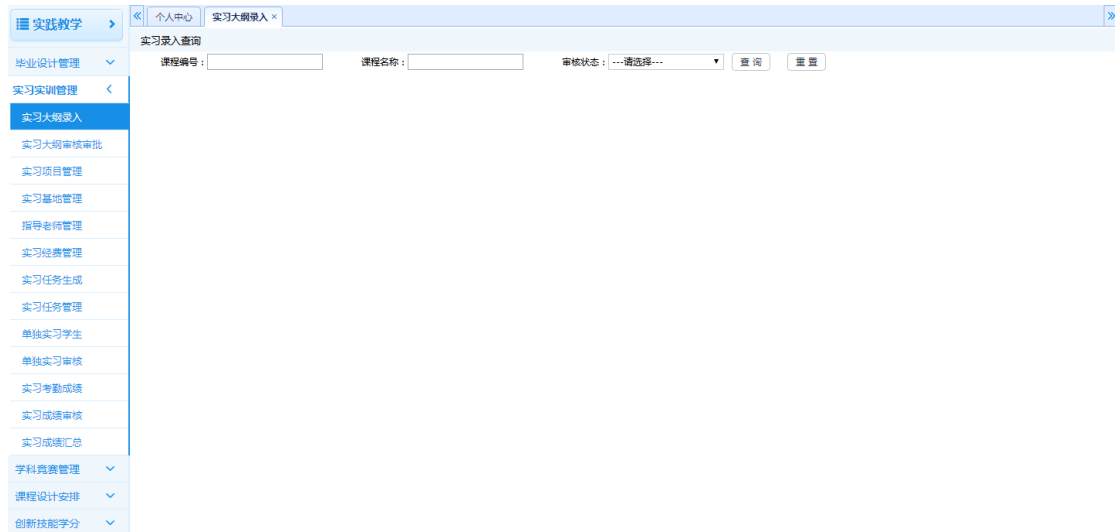 实践教学
个人中心 实习大纲录入 ×
实习录入查询
课程编号： 课程名称： 审核状态： ---请选择--- 查询 重置
毕业设计管理
实习实训管理
实习大纲录入
实习大纲审核审批
实习项目管理
实习基地管理
指导老师管理
实习经费管理
实习任务生成
实习任务管理
单独实习学生
单独实习审核
实习考勤成绩
实习成绩审核
实习成绩汇总
学科竞赛管理
课程设计安排
创新技能学分